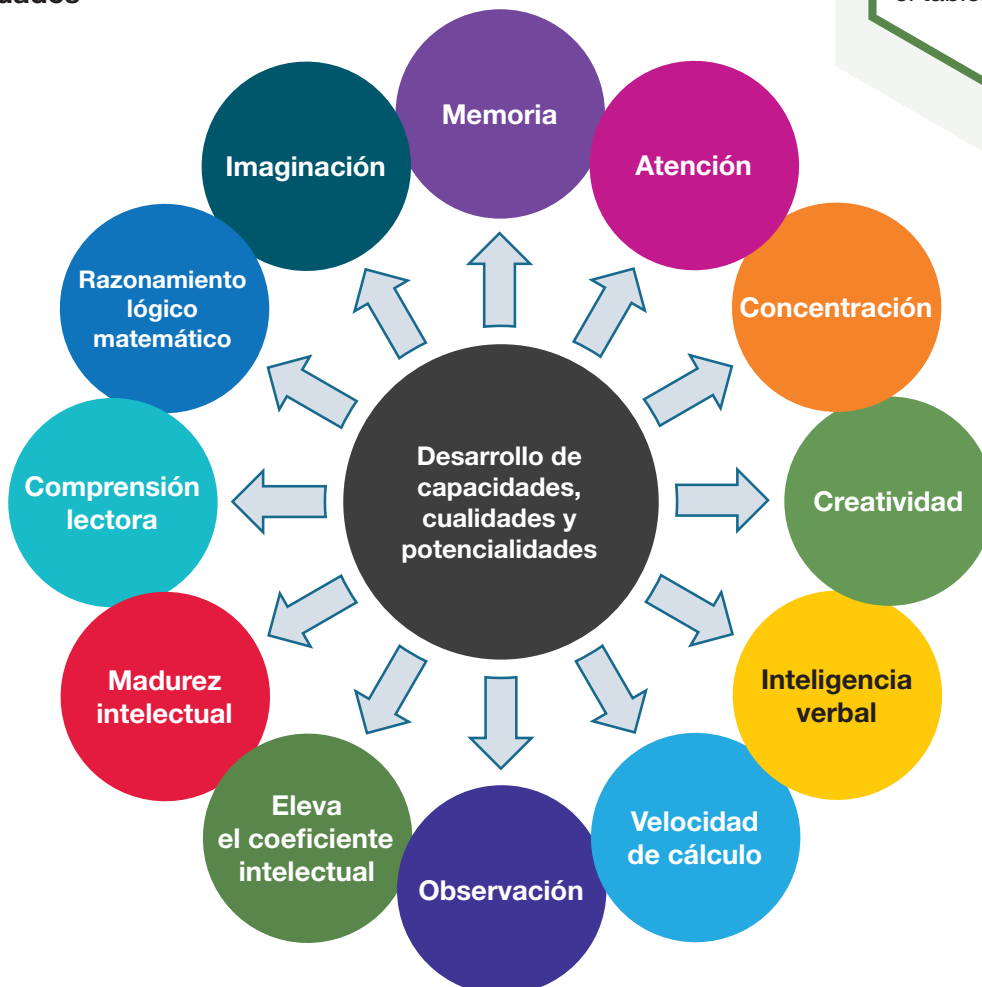 Memoria
Atención
Concentración
Creatividad
Inteligencia
verbal
Velocidad
de cálculo
Observación
Eleva
el coeficiente
intelectual
Madurez
intelectual
Comprensión
lectora
Razonamiento
lógico
matemático
Imaginación
Desarrollo de
capacidades,
cualidades y
potencialidades